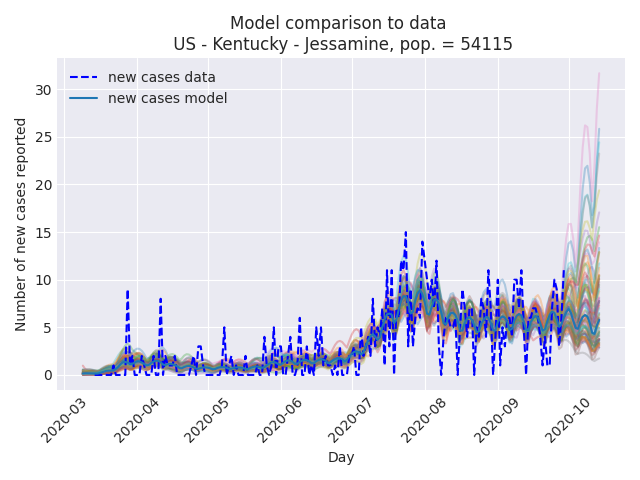 Model comparison to data
US - Kentucky - Jessamine, pop. = 54115
new cases data
new cases model
Number of new cases reported
30
25
20
15
10
5
0
2020-03
2020-04
2020-05
2020-06
2020-07
2020-08
2020-09
2020-10
Day